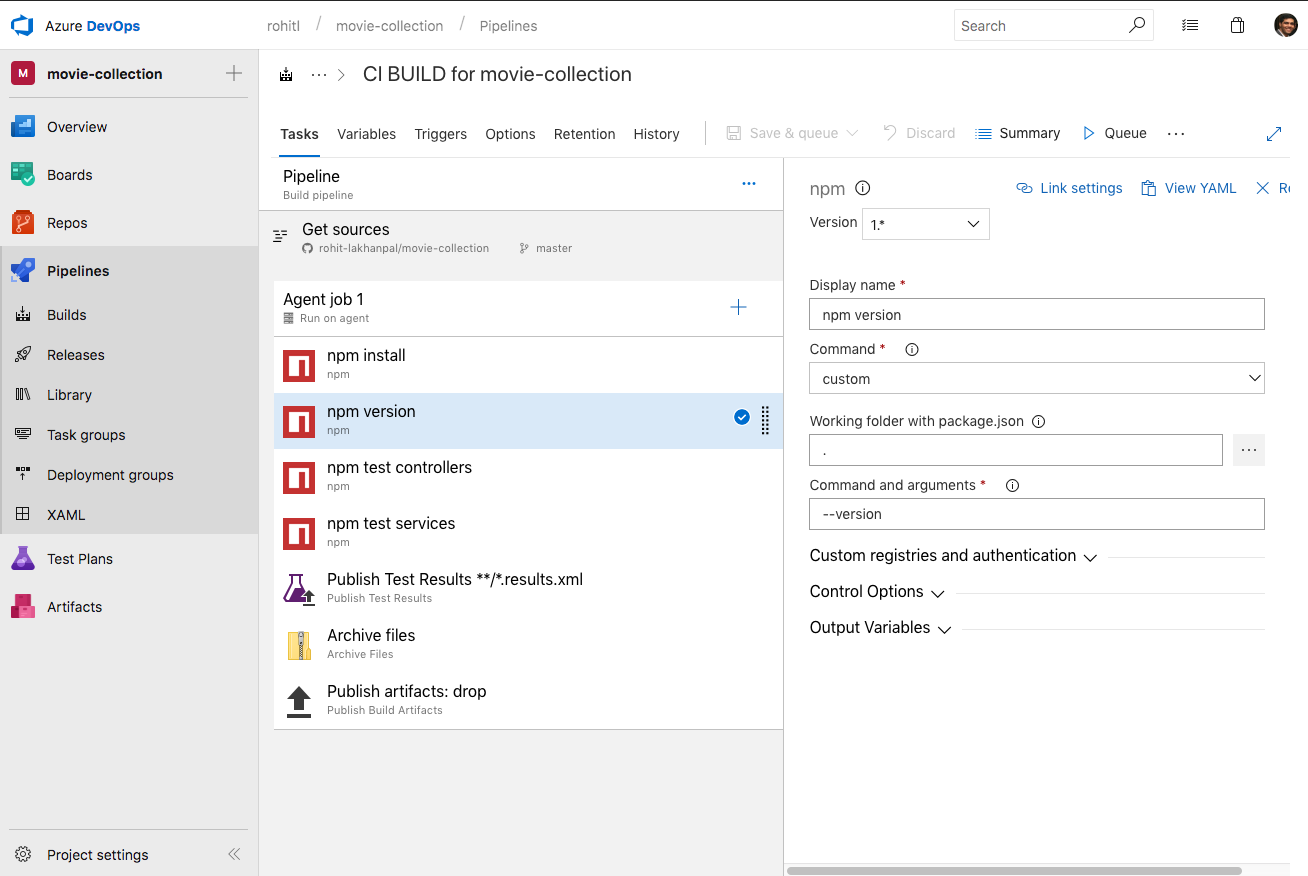 Azure DevOps
rohitl / movie-collection / Pipelines
Search
M movie-collection
Overview
Boards
Repos
Pipelines
Builds
Releases
Library
Task groups
Deployment groups
XAML
Test Plans
Artifacts
Project settings
... > CI BUILD for movie-collection
Tasks Variables Triggers Options Retention History Save & queue Discard Summary Queue ...
Pipeline
Build pipeline
...
Get sources
rohit-lakhanpal/movie-collection master
Agent job 1
Run on agent
npm install
npm
npm version
npm
npm test controllers
npm
npm test services
npm
Publish Test Results **/*.results.xml
Publish Test Results
Archive files
Archive Files
Publish artifacts: drop
Publish Build Artifacts
npm Link settings View YAML Re
Version 1.*
Display name *
npm version
Command *
custom
Working folder with package.json
. ...
Command and arguments *
--version
Custom registries and authentication
Control Options
Output Variables